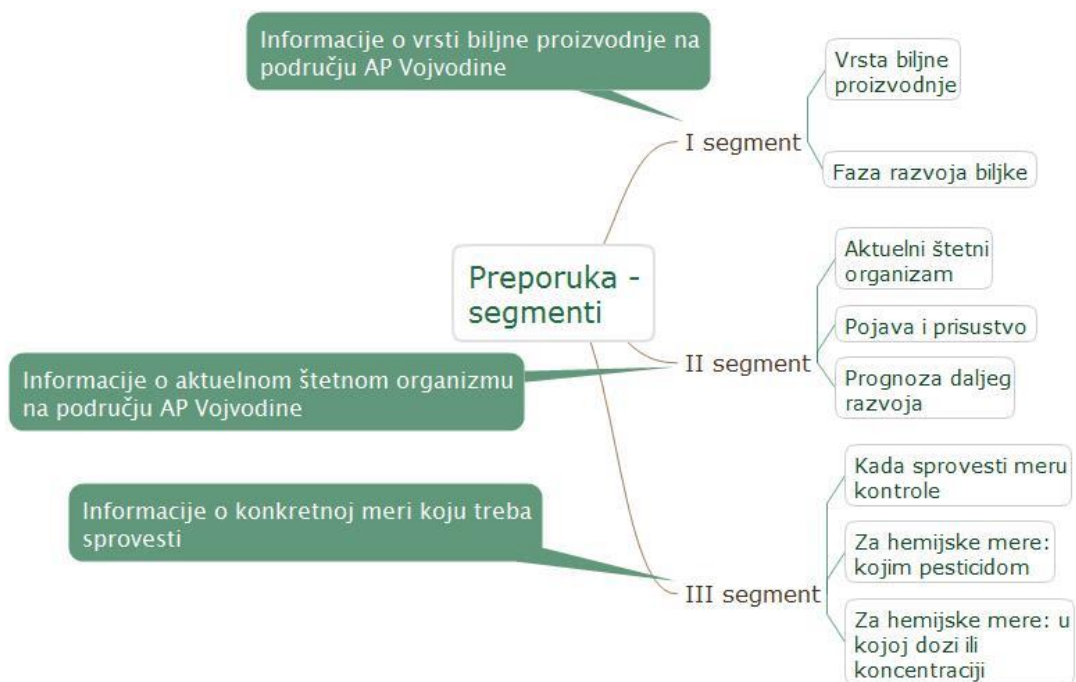 Informacije o vrsti biljne proizvodnje na
području AP Vojvodine
Vrsta biljne
proizvodnje
I segment
Faza razvoja biljke
Preporuka -
segmenti
Aktuelni štetni
organizam
Pojava i prisustvo
II segment
Informacije o aktuelnom štetnom organizmu
na području AP Vojvodine
Prognoza daljeg
razvoja
Kada sprovesti meru
kontrole
Informacije o konkretnoj meri koju treba
sprovesti
Za hemijske mere:
kojim pesticidom
III segment
Za hemijske mere: u
kojoj dozi ili
koncentraciji